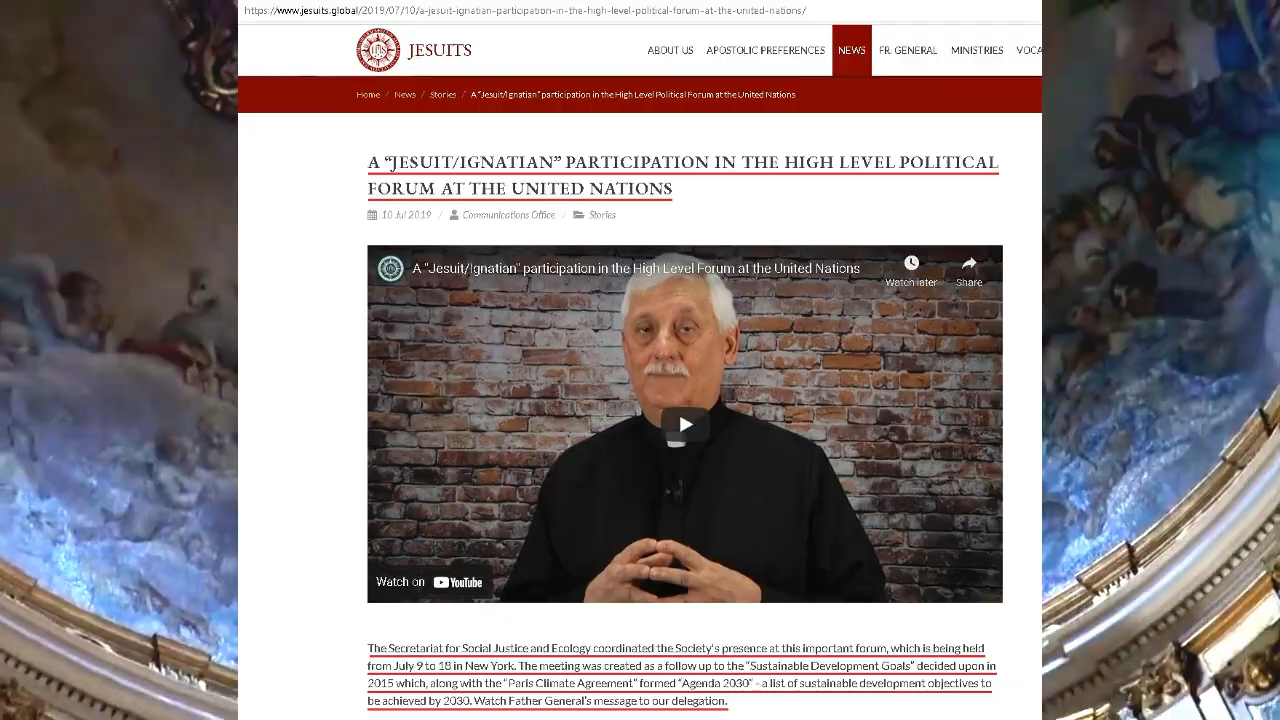 https://www.jesuits.global/2019/07/10/a-jesuit-ignatian-participation-in-the-high-level-political-forum-at-the-united-nations/
IHS JESUITS ABOUT US APOSTOLIC PREFERENCES NEWS FR. GENERAL MINISTRIES VOCA
Home / News / Stories / A “Jesuit/Ignatian” participation in the High Level Political Forum at the United Nations
A “JESUIT/IGNATIAN” PARTICIPATION IN THE HIGH LEVEL POLITICAL
FORUM AT THE UNITED NATIONS
10 Jul 2019 / Communications Office / Stories
A "Jesuit/Ignatian" participation in the High Level Forum at the United Nations
Watch later Share
Watch on YouTube
The Secretariat for Social Justice and Ecology coordinated the Society's presence at this important forum, which is being held
from July 9 to 18 in New York. The meeting was created as a follow up to the “Sustainable Development Goals” decided upon in
2015 which, along with the “Paris Climate Agreement” formed “Agenda 2030” - a list of sustainable development objectives to
be achieved by 2030. Watch Father General's message to our delegation.